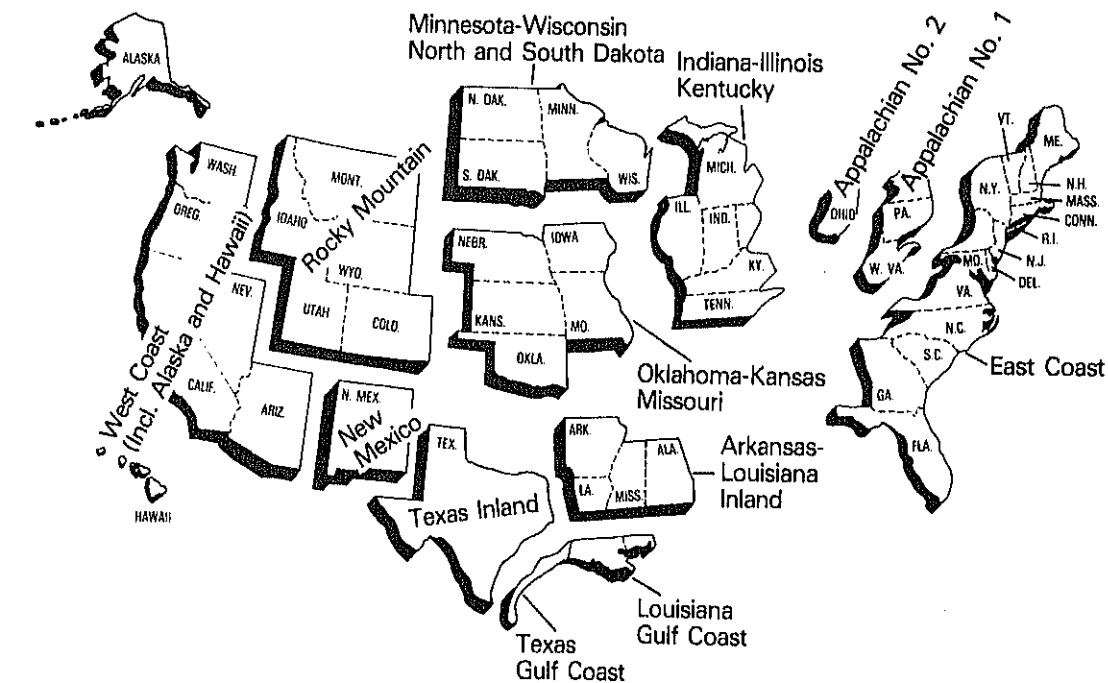 Minnesota-Wisconsin
North and South Dakota
Indiana-Illinois
Kentucky
Appalachian No. 2
Appalachian No. 1
ALASKA
WASH.
OREG.
NEV.
CALIF.
ARIZ.
West Coast
(Incl. Alaska and Hawaii)
HAWAII
MONT.
IDAHO
WYO.
UTAH
COLO.
Rocky Mountain
N. MEX.
New
Mexico
N. DAK.
MINN.
S. DAK.
WIS.
NEBR.
IOWA
KANS.
MO.
OKLA.
Oklahoma-Kansas
Missouri
MICH.
ILL.
IND.
KY.
TENN.
OHIO
PA.
W. VA.
VT.
ME.
N.Y.
N.H.
MASS.
CONN.
R.I.
N.J.
MD.
DEL.
VA.
N.C.
S.C.
GA.
FLA.
East Coast
TEX.
Texas Inland
ARK.
LA.
MISS.
ALA.
Arkansas-
Louisiana
Inland
Louisiana
Gulf Coast
Texas
Gulf Coast